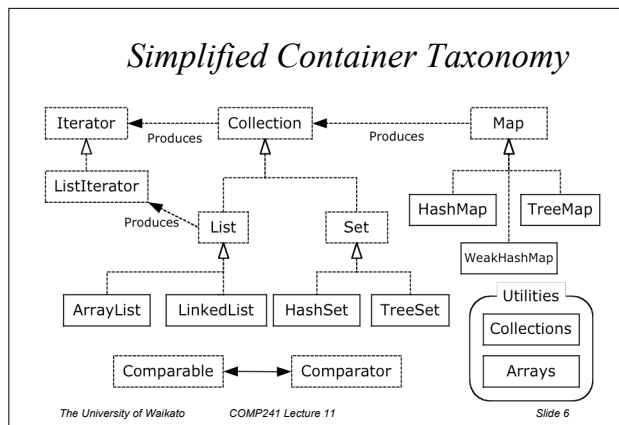 Simplified Container Taxonomy
Iterator
Produces
Collection
Produces
Map
ListIterator
Produces
List
Set
HashMap
TreeMap
WeakHashMap
ArrayList
LinkedList
HashSet
TreeSet
Utilities
Collections
Arrays
Comparable
Comparator
The University of Waikato
COMP241 Lecture 11
Slide 6